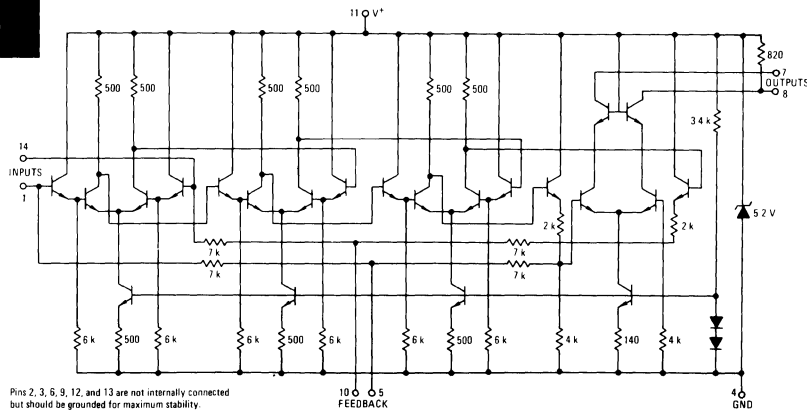 11 V+
820
7
OUTPUTS
8
500 500 500 500 500 500
3.4 k
14
INPUTS
1
5.2 V
2 k 2 k
7 k 7 k
7 k 7 k
6 k 500 6 k 6 k 500 6 k 6 k 500 6 k 4 k 140 4 k
Pins 2, 3, 6, 9, 12, and 13 are not internally connected
but should be grounded for maximum stability.
10 5
FEEDBACK
4
GND